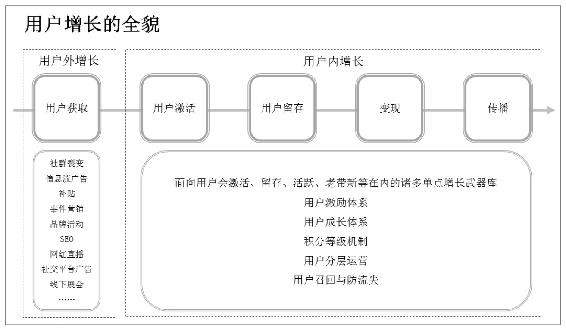 用户增长的全貌
用户外增长
用户内增长
用户获取
用户激活
用户留存
变现
传播
社群裂变
信息流广告
补贴
事件营销
品牌活动
SEO
网红直播
社交平台广告
线下展会
……
面向用户会激活、留存、活跃、老带新等在内的诸多单点增长武器库
用户激励体系
用户成长体系
积分等级机制
用户分层运营
用户召回与防流失